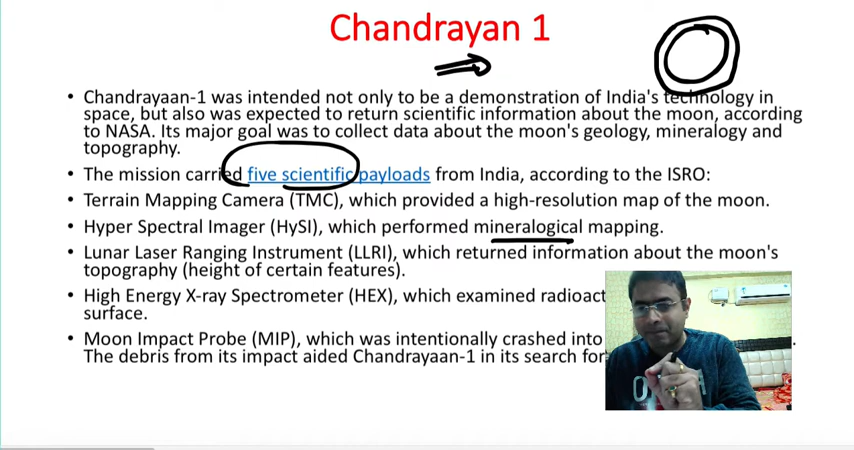 Chandrayan 1
• Chandrayaan-1 was intended not only to be a demonstration of India's technology in
space, but also was expected to return scientific information about the moon, according
to NASA. Its major goal was to collect data about the moon's geology, mineralogy and
topography.
• The mission carried five scientific payloads from India, according to the ISRO:
• Terrain Mapping Camera (TMC), which provided a high-resolution map of the moon.
• Hyper Spectral Imager (HySI), which performed mineralogical mapping.
• Lunar Laser Ranging Instrument (LLRI), which returned information about the moon's
topography (height of certain features).
• High Energy X-ray Spectrometer (HEX), which examined radioact
surface.
• Moon Impact Probe (MIP), which was intentionally crashed into
The debris from its impact aided Chandrayaan-1 in its search for